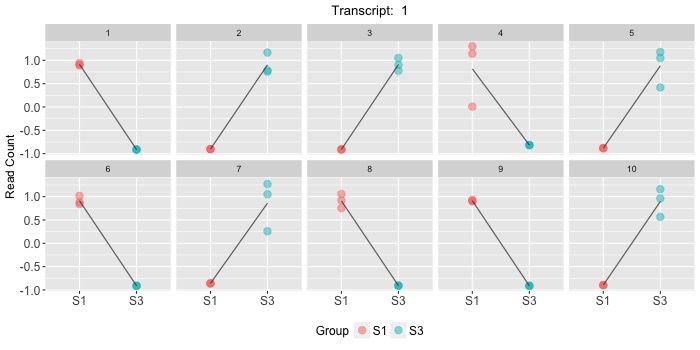 Transcript: 1
1 2 3 4 5
1.0
0.5
0.0
-0.5
-1.0
6 7 8 9 10
1.0
0.5
0.0
-0.5
-1.0
Read Count
S1 S3 S1 S3 S1 S3 S1 S3 S1 S3
Group S1 S3